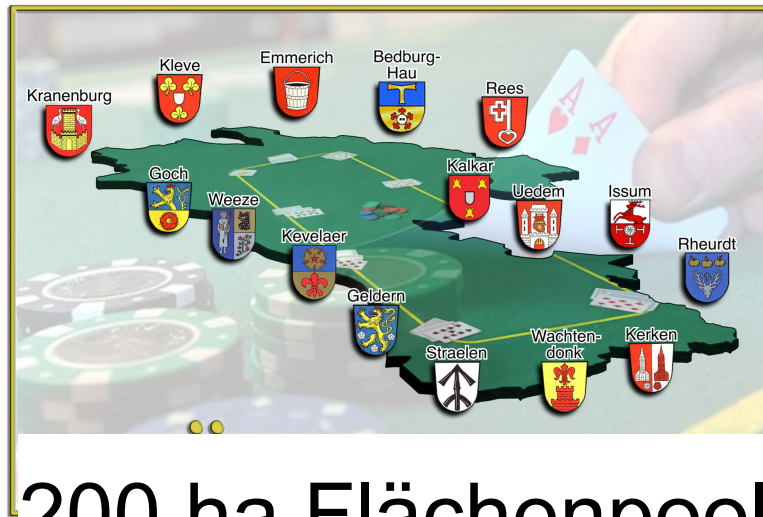 Kranenburg
Kleve
Emmerich
Bedburg-
Hau
Rees
Goch
Weeze
Kevelaer
Geldern
Kalkar
Uedem
Issum
Rheurdt
Straelen
Wachten-
donk
Kerken
A A
200 ha Flächenpool